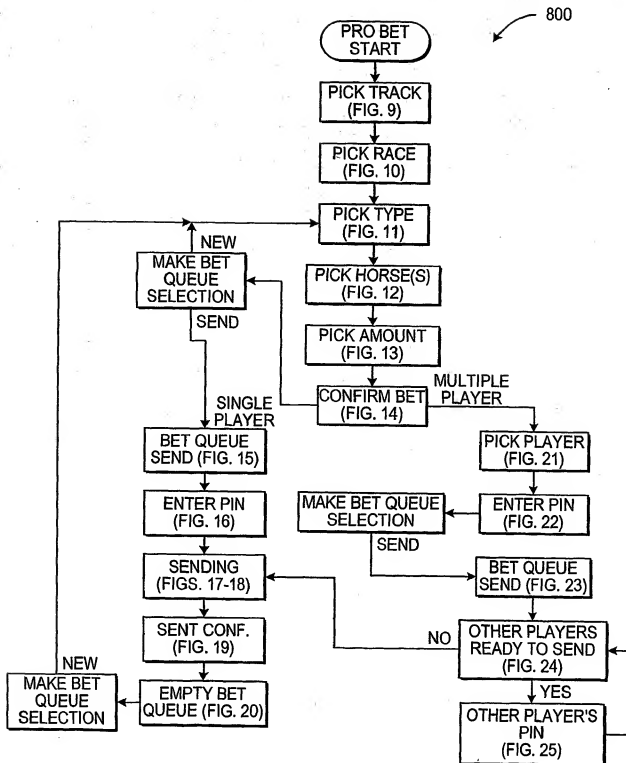 800
PRO BET
START
PICK TRACK
(FIG. 9)
PICK RACE
(FIG. 10)
PICK TYPE
(FIG. 11)
NEW
MAKE BET
QUEUE
SELECTION
SEND
PICK HORSE(S)
(FIG. 12)
PICK AMOUNT
(FIG. 13)
CONFIRM BET
(FIG. 14)
MULTIPLE
PLAYER
SINGLE
PLAYER
BET QUEUE
SEND (FIG. 15)
PICK PLAYER
(FIG. 21)
ENTER PIN
(FIG. 16)
MAKE BET QUEUE
SELECTION
ENTER PIN
(FIG. 22)
SEND
SENDING
(FIGS. 17-18)
BET QUEUE
SEND (FIG. 23)
SENT CONF.
(FIG. 19)
NO
OTHER PLAYERS
READY TO SEND
(FIG. 24)
NEW
MAKE BET
QUEUE
SELECTION
EMPTY BET
QUEUE (FIG. 20)
YES
OTHER PLAYER'S
PIN
(FIG. 25)